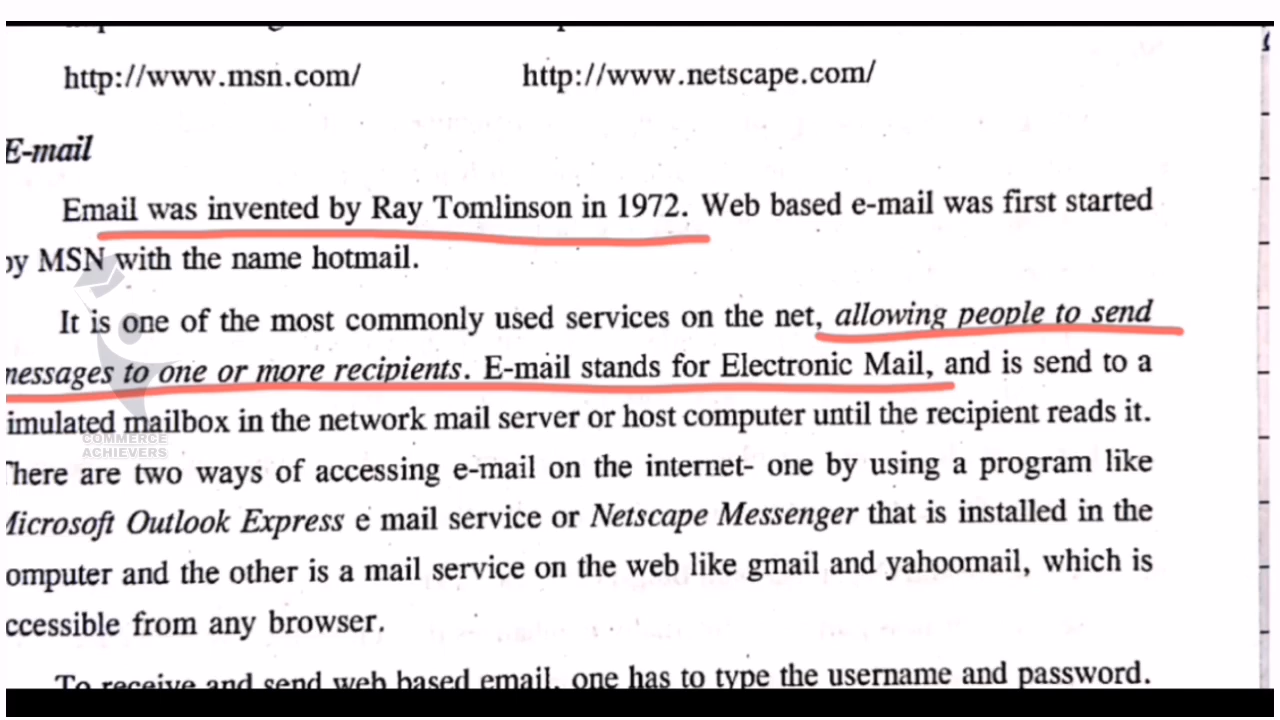 http://www.msn.com/ http://www.netscape.com/
E-mail
Email was invented by Ray Tomlinson in 1972. Web based e-mail was first started
by MSN with the name hotmail.
It is one of the most commonly used services on the net, allowing people to send
messages to one or more recipients. E-mail stands for Electronic Mail, and is send to a
imulated mailbox in the network mail server or host computer until the recipient reads it.
There are two ways of accessing e-mail on the internet- one by using a program like
Microsoft Outlook Express e mail service or Netscape Messenger that is installed in the
omputer and the other is a mail service on the web like gmail and yahoomail, which is
ccessible from any browser.
To receive and send web based email, one has to type the username and password.
COMMERCE
ACHIEVERS